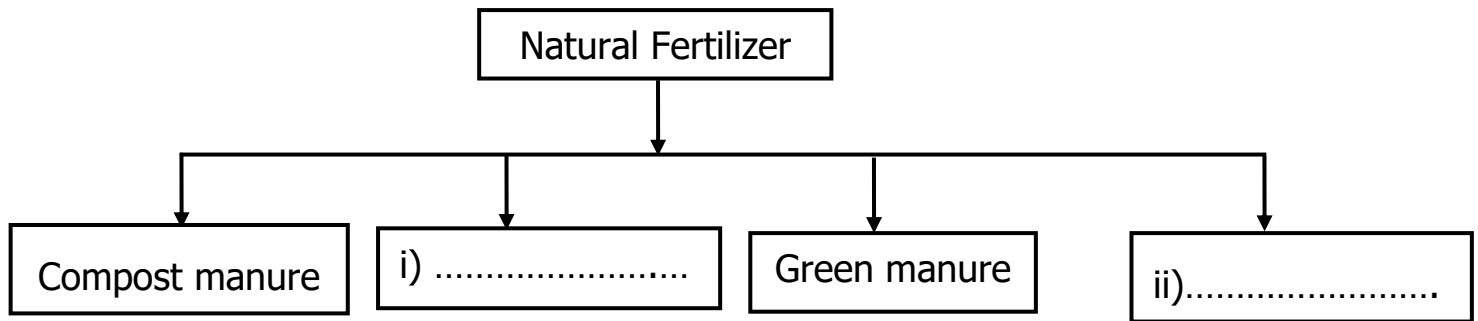 Natural Fertilizer
Compost manure
i) ............................
Green manure
ii)............................